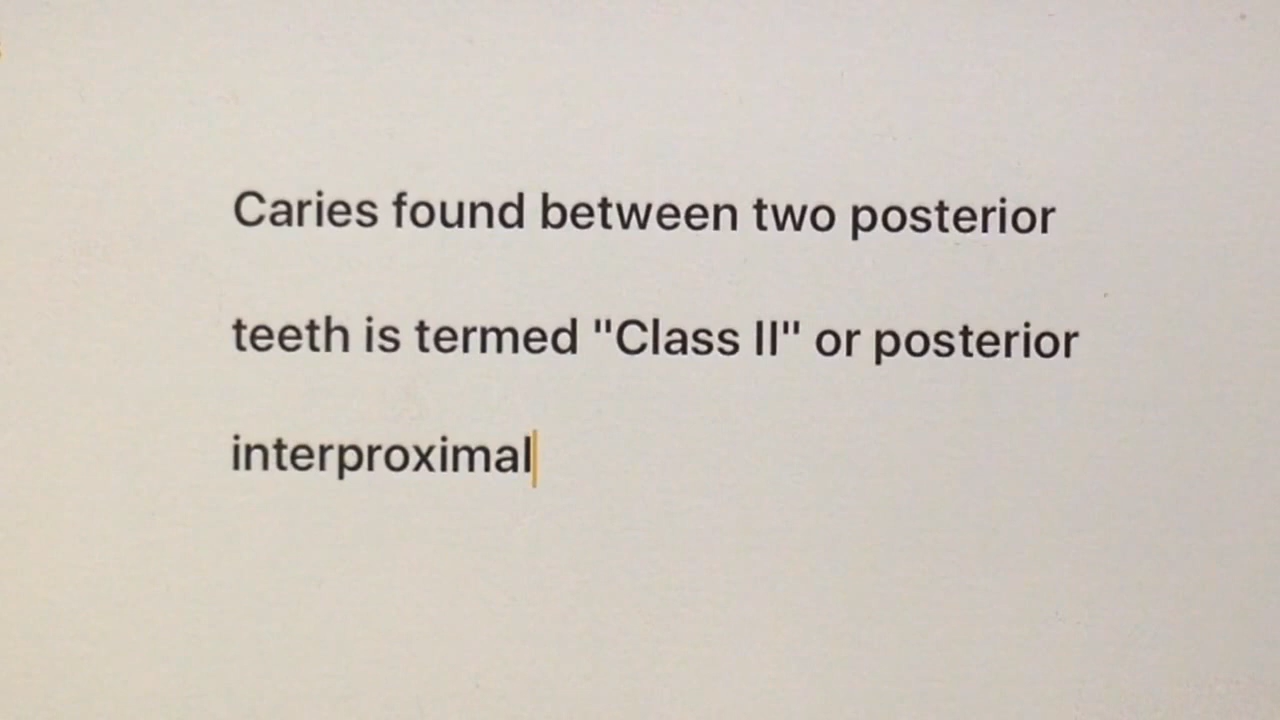 Caries found between two posterior
teeth is termed "Class II" or posterior
interproximal